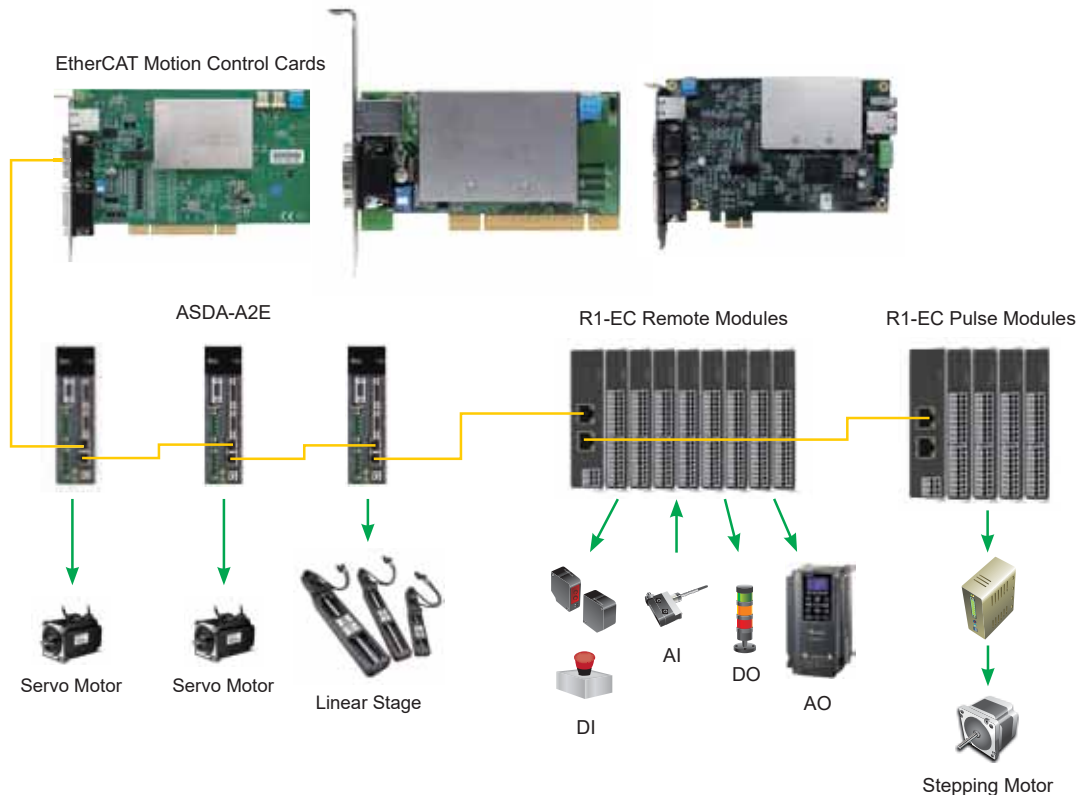 EtherCAT Motion Control Cards
ASDA-A2E
R1-EC Remote Modules
R1-EC Pulse Modules
Servo Motor
Servo Motor
Linear Stage
DI
AI
DO
AO
Stepping Motor